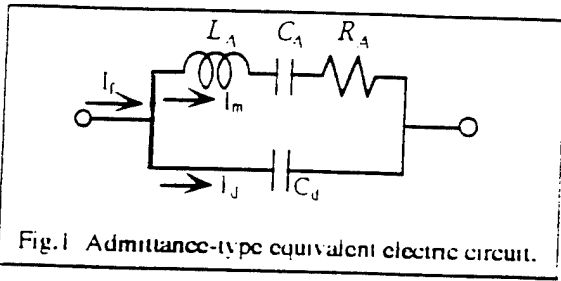 L_A C_A R_A
I_f
I_m
I_d C_d
Fig.1 Admittance-type equivalent electric circuit.